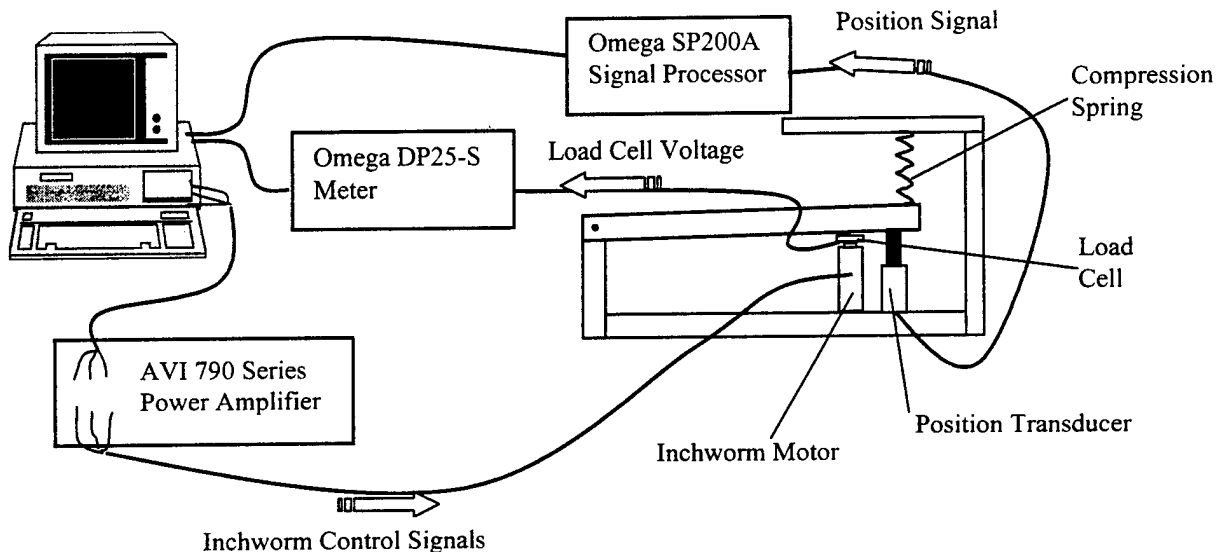 Omega SP200A
Signal Processor
Position Signal
Compression
Spring
Omega DP25-S
Meter
Load Cell Voltage
Load
Cell
AVI 790 Series
Power Amplifier
Position Transducer
Inchworm Motor
Inchworm Control Signals